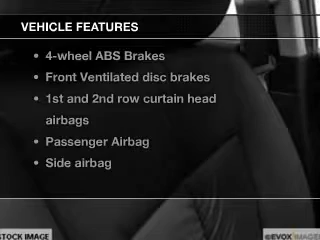 VEHICLE FEATURES
• 4-wheel ABS Brakes
• Front Ventilated disc brakes
• 1st and 2nd row curtain head
airbags
• Passenger Airbag
• Side airbag
STOCK IMAGE
©EVOX IMAGES